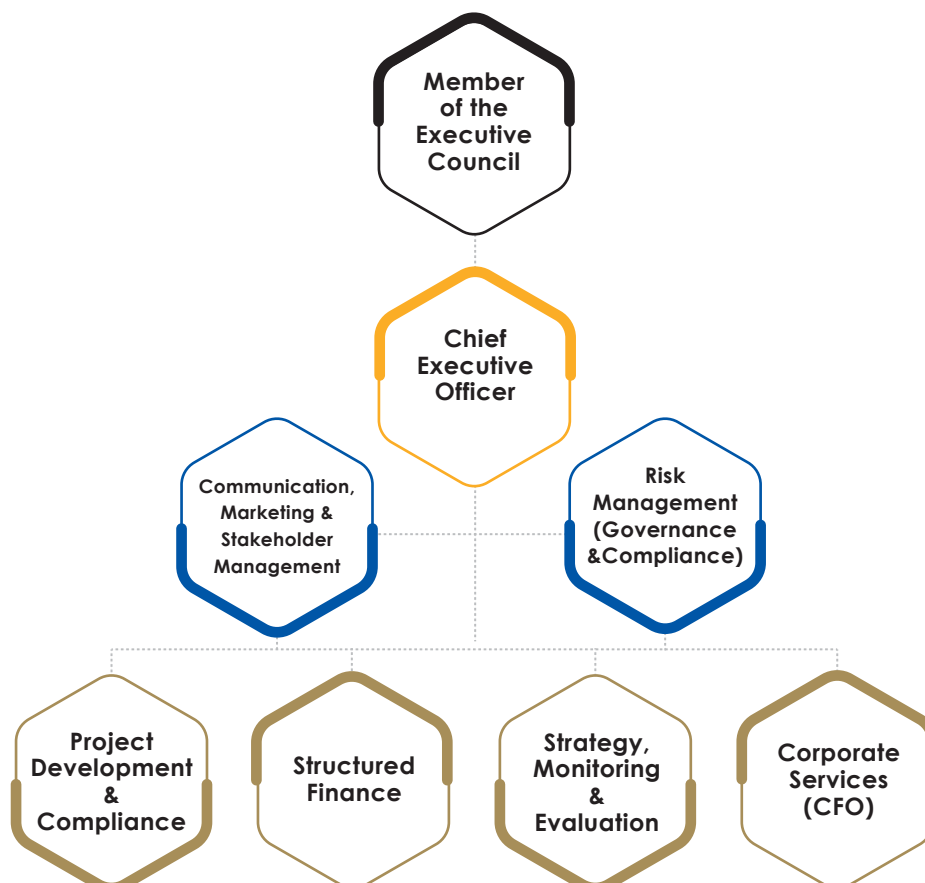 Member
of the
Executive
Council
Chief
Executive
Officer
Communication,
Marketing &
Stakeholder
Management
Risk
Management
(Governance
&Compliance)
Project
Development
&
Compliance
Structured
Finance
Strategy,
Monitoring
&
Evaluation
Corporate
Services
(CFO)